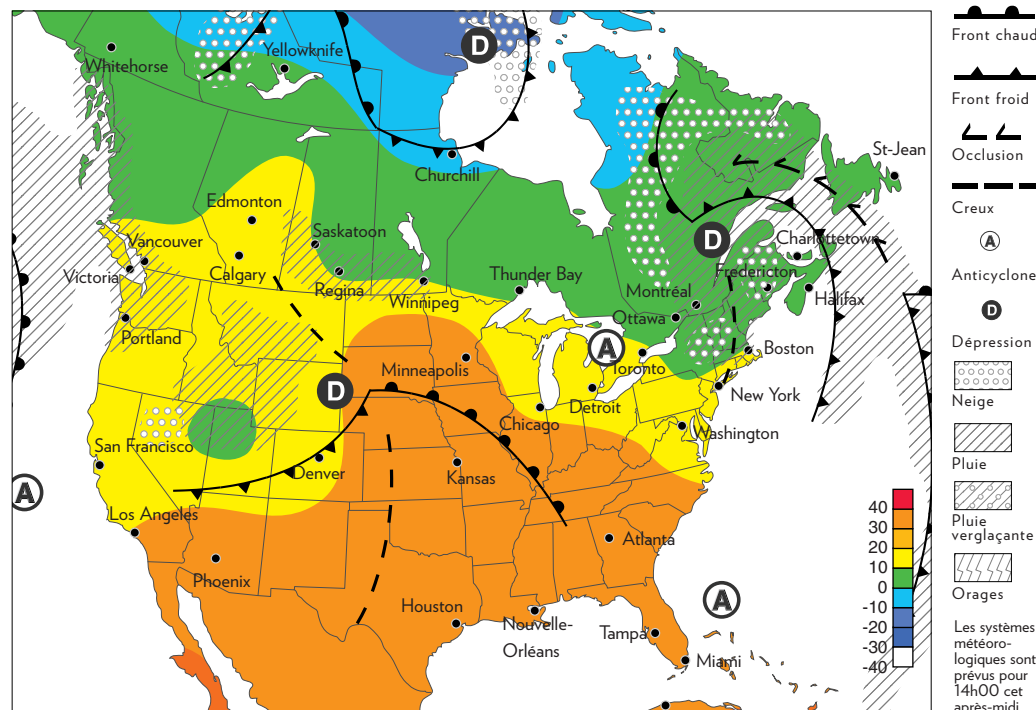 D
Yellowknife
Whitehorse
Churchill
St-Jean
Edmonton
Saskatoon
Vancouver
Victoria
Calgary
Regina
Winnipeg
Thunder Bay
D
Charlottetown
Fredericton
Montréal
Halifax
Ottawa
Portland
A
Toronto
Boston
Minneapolis
D
New York
Detroit
Chicago
Washington
San Francisco
Denver
Kansas
A
Los Angeles
Atlanta
Phoenix
Houston
A
Nouvelle-
Orléans
Tampa
Miami
40
30
20
10
0
-10
-20
-30
-40
Front chaud
Front froid
Occlusion
Creux
A
Anticyclone
D
Dépression
Neige
Pluie
Pluie
verglaçante
Orages
Les systèmes
météoro-
logiques sont
prévus pour
14h00 cet
après-midi